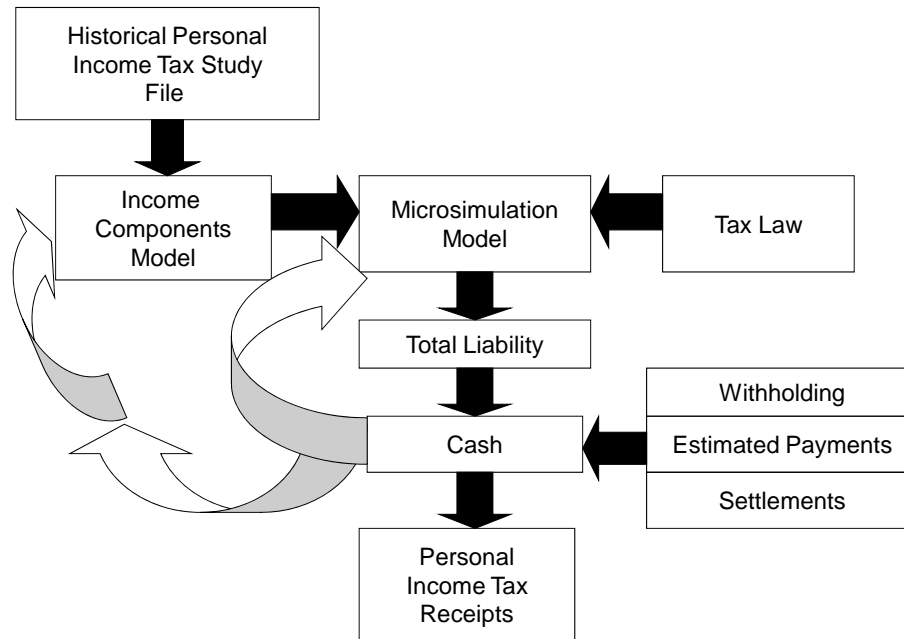 Historical Personal
Income Tax Study
File
Income
Components
Model
Microsimulation
Model
Tax Law
Total Liability
Withholding
Cash
Estimated Payments
Settlements
Personal
Income Tax
Receipts